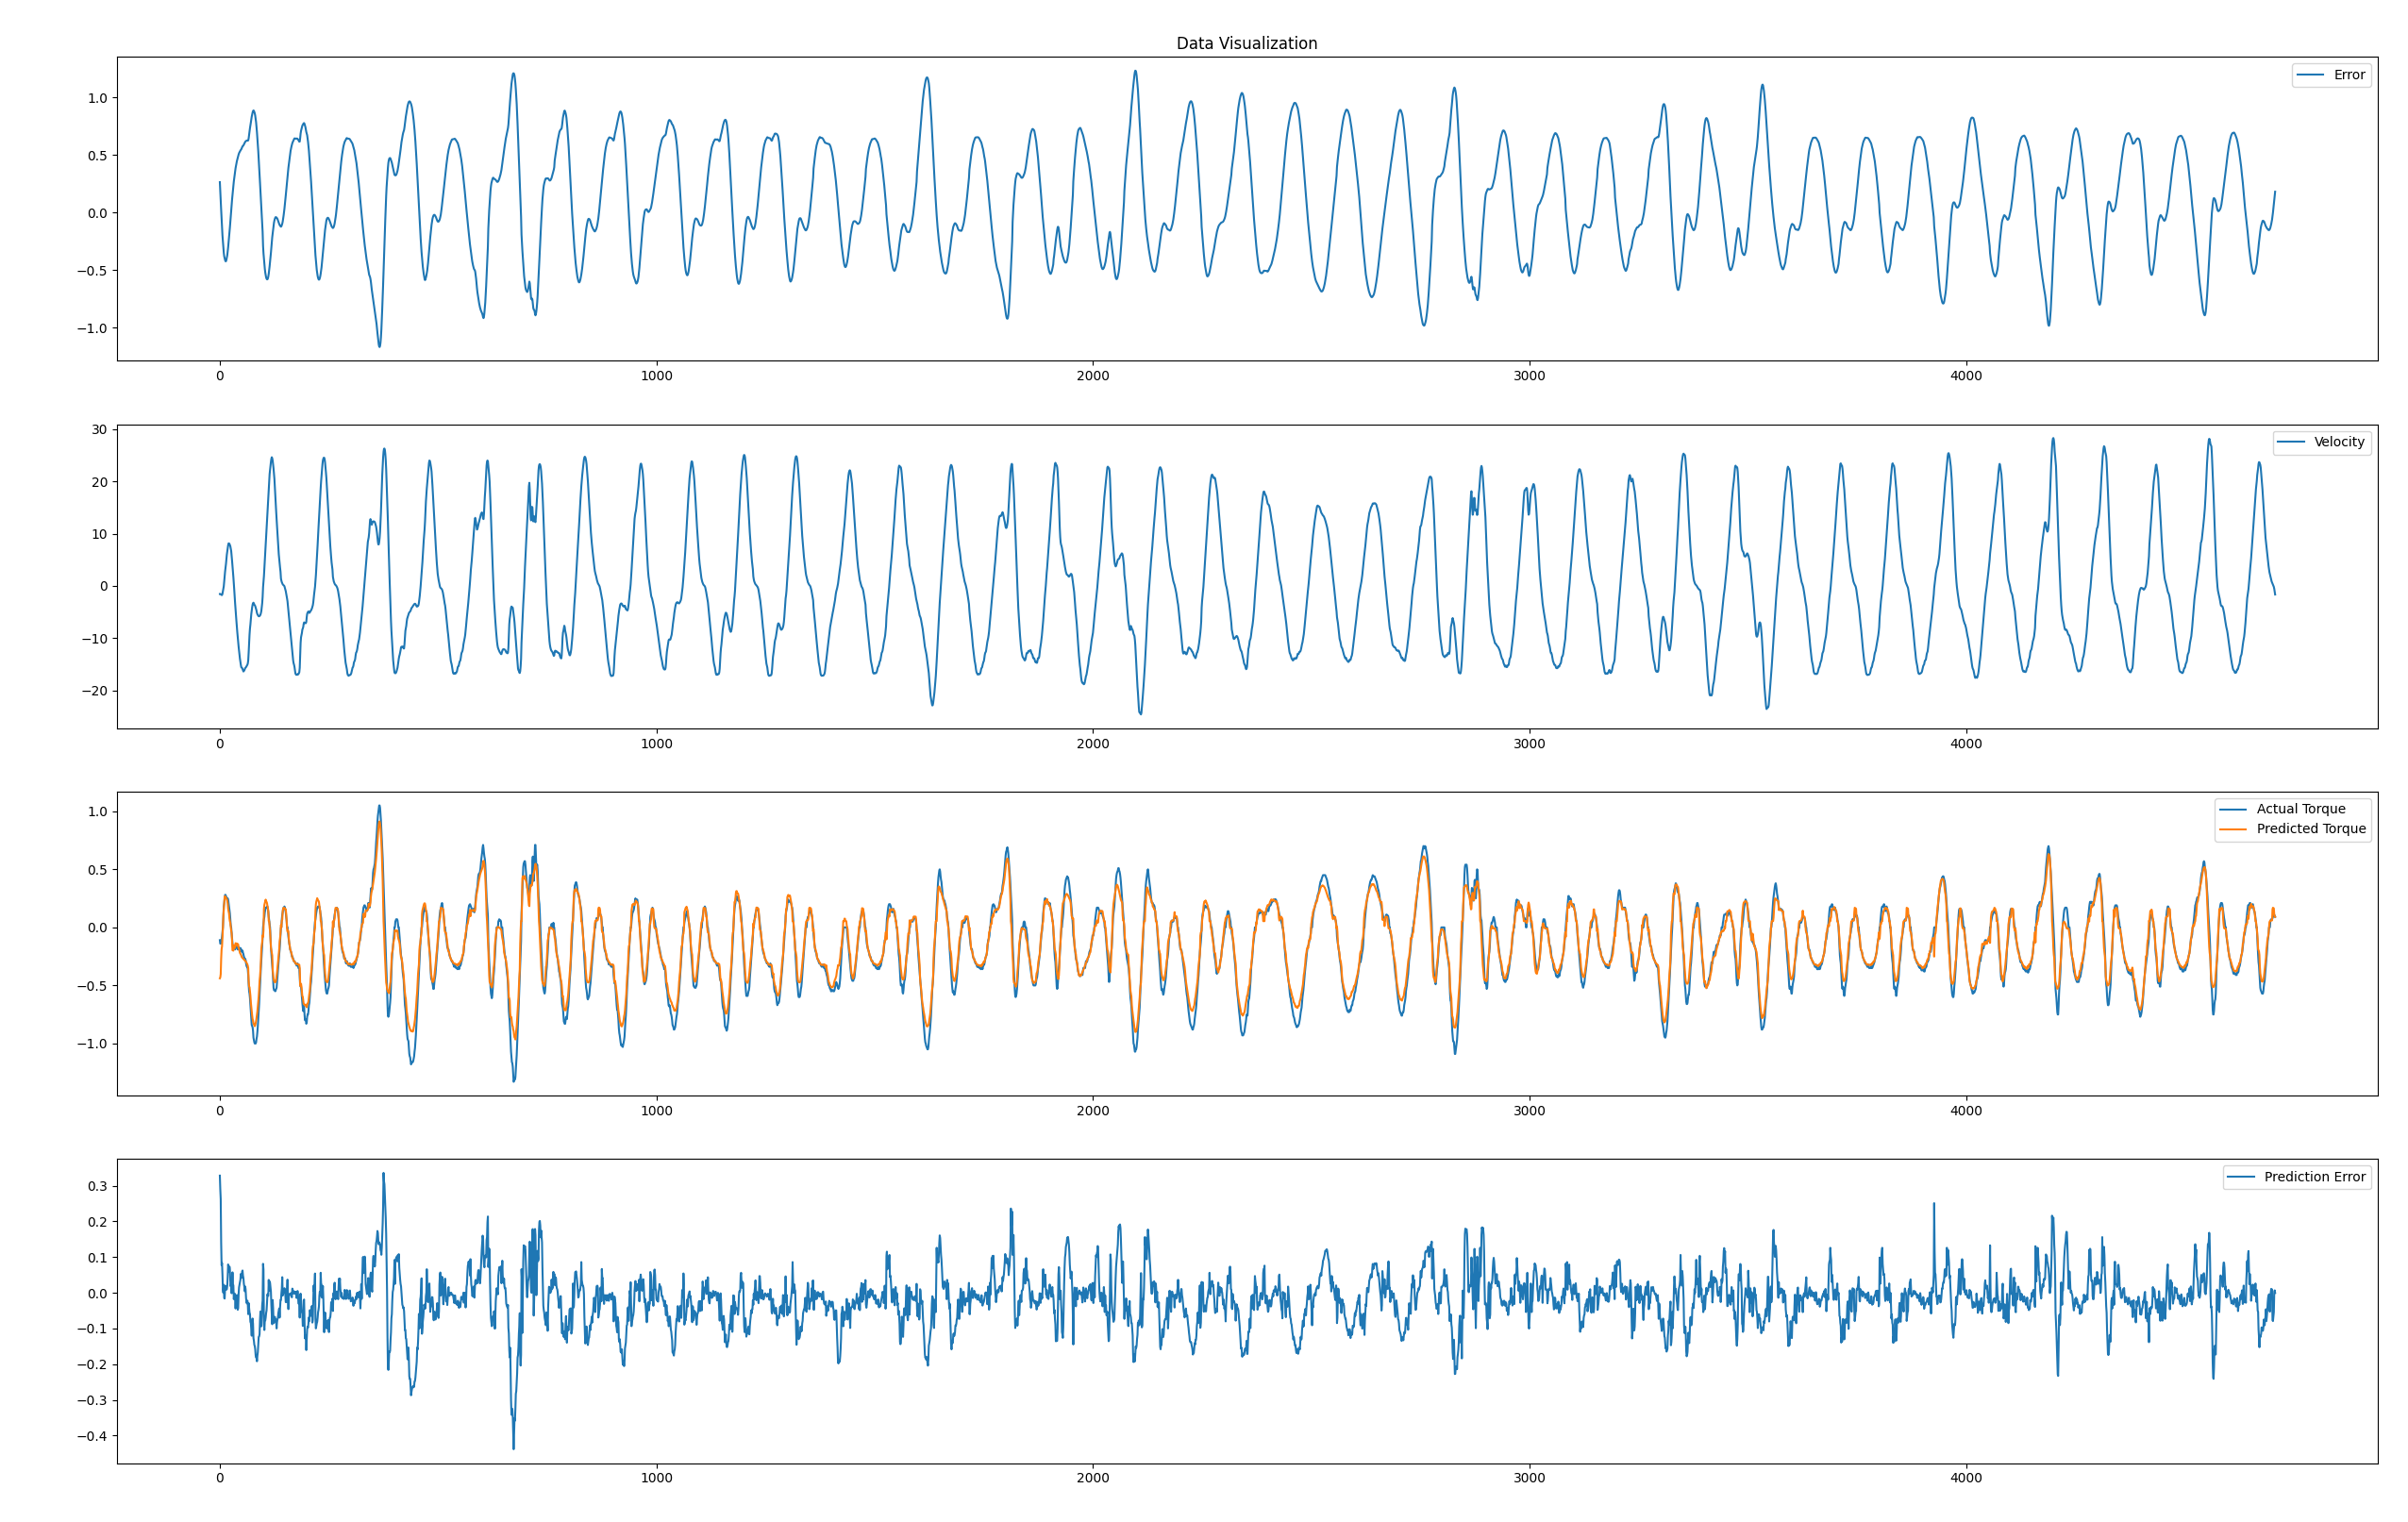 Data Visualization
Error
1.0
0.5
0.0
−0.5
−1.0
0 1000 2000 3000 4000
Velocity
30
20
10
0
−10
−20
0 1000 2000 3000 4000
Actual Torque
Predicted Torque
1.0
0.5
0.0
−0.5
−1.0
0 1000 2000 3000 4000
Prediction Error
0.3
0.2
0.1
0.0
−0.1
−0.2
−0.3
−0.4
0 1000 2000 3000 4000